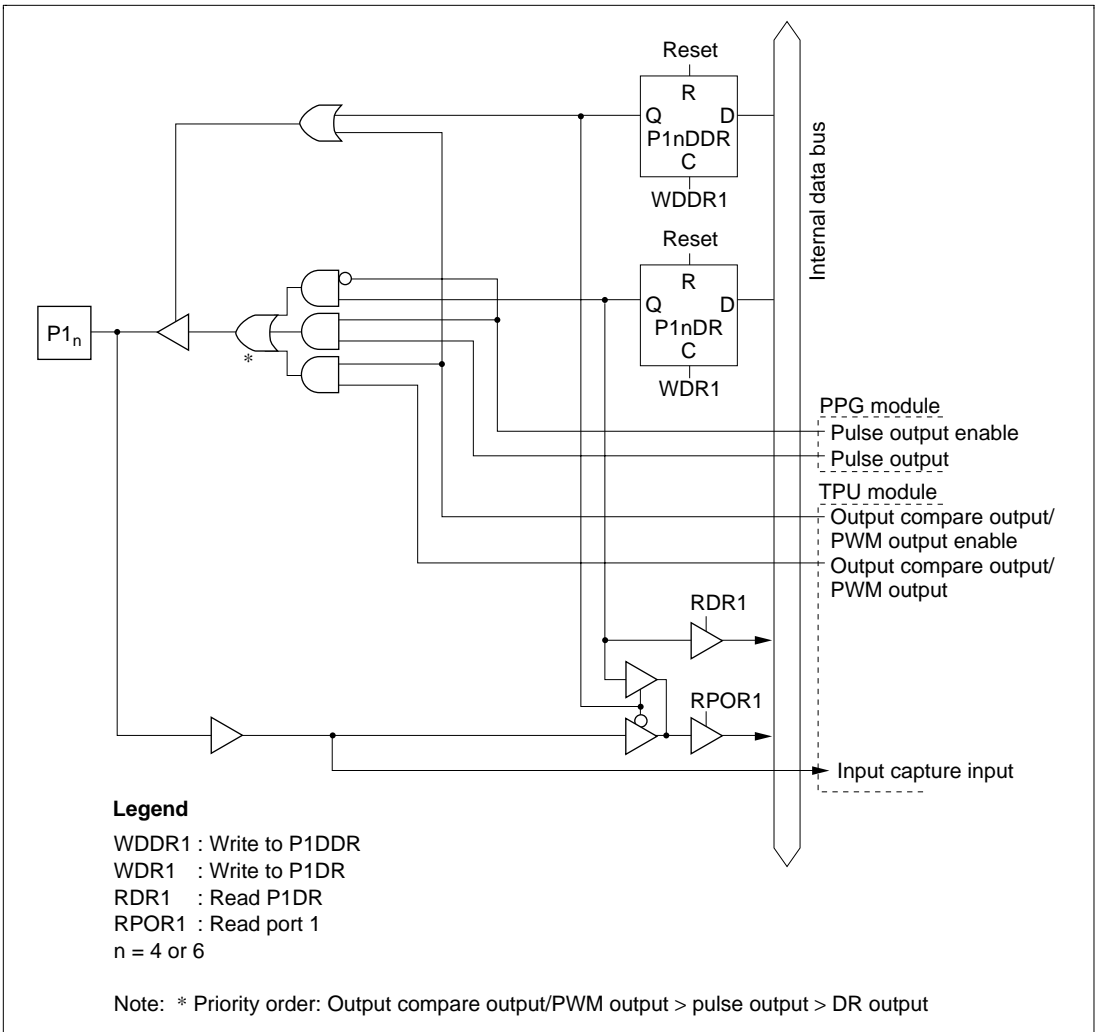 Reset
R
Q D
P1nDDR
C
WDDR1
Reset
R
Q D
P1nDR
C
WDR1
Internal data bus
P1n
*
PPG module
Pulse output enable
Pulse output
TPU module
Output compare output/
PWM output enable
Output compare output/
PWM output
RDR1
RPOR1
Input capture input
Legend
WDDR1 : Write to P1DDR
WDR1 : Write to P1DR
RDR1 : Read P1DR
RPOR1 : Read port 1
n = 4 or 6
Note: * Priority order: Output compare output/PWM output > pulse output > DR output